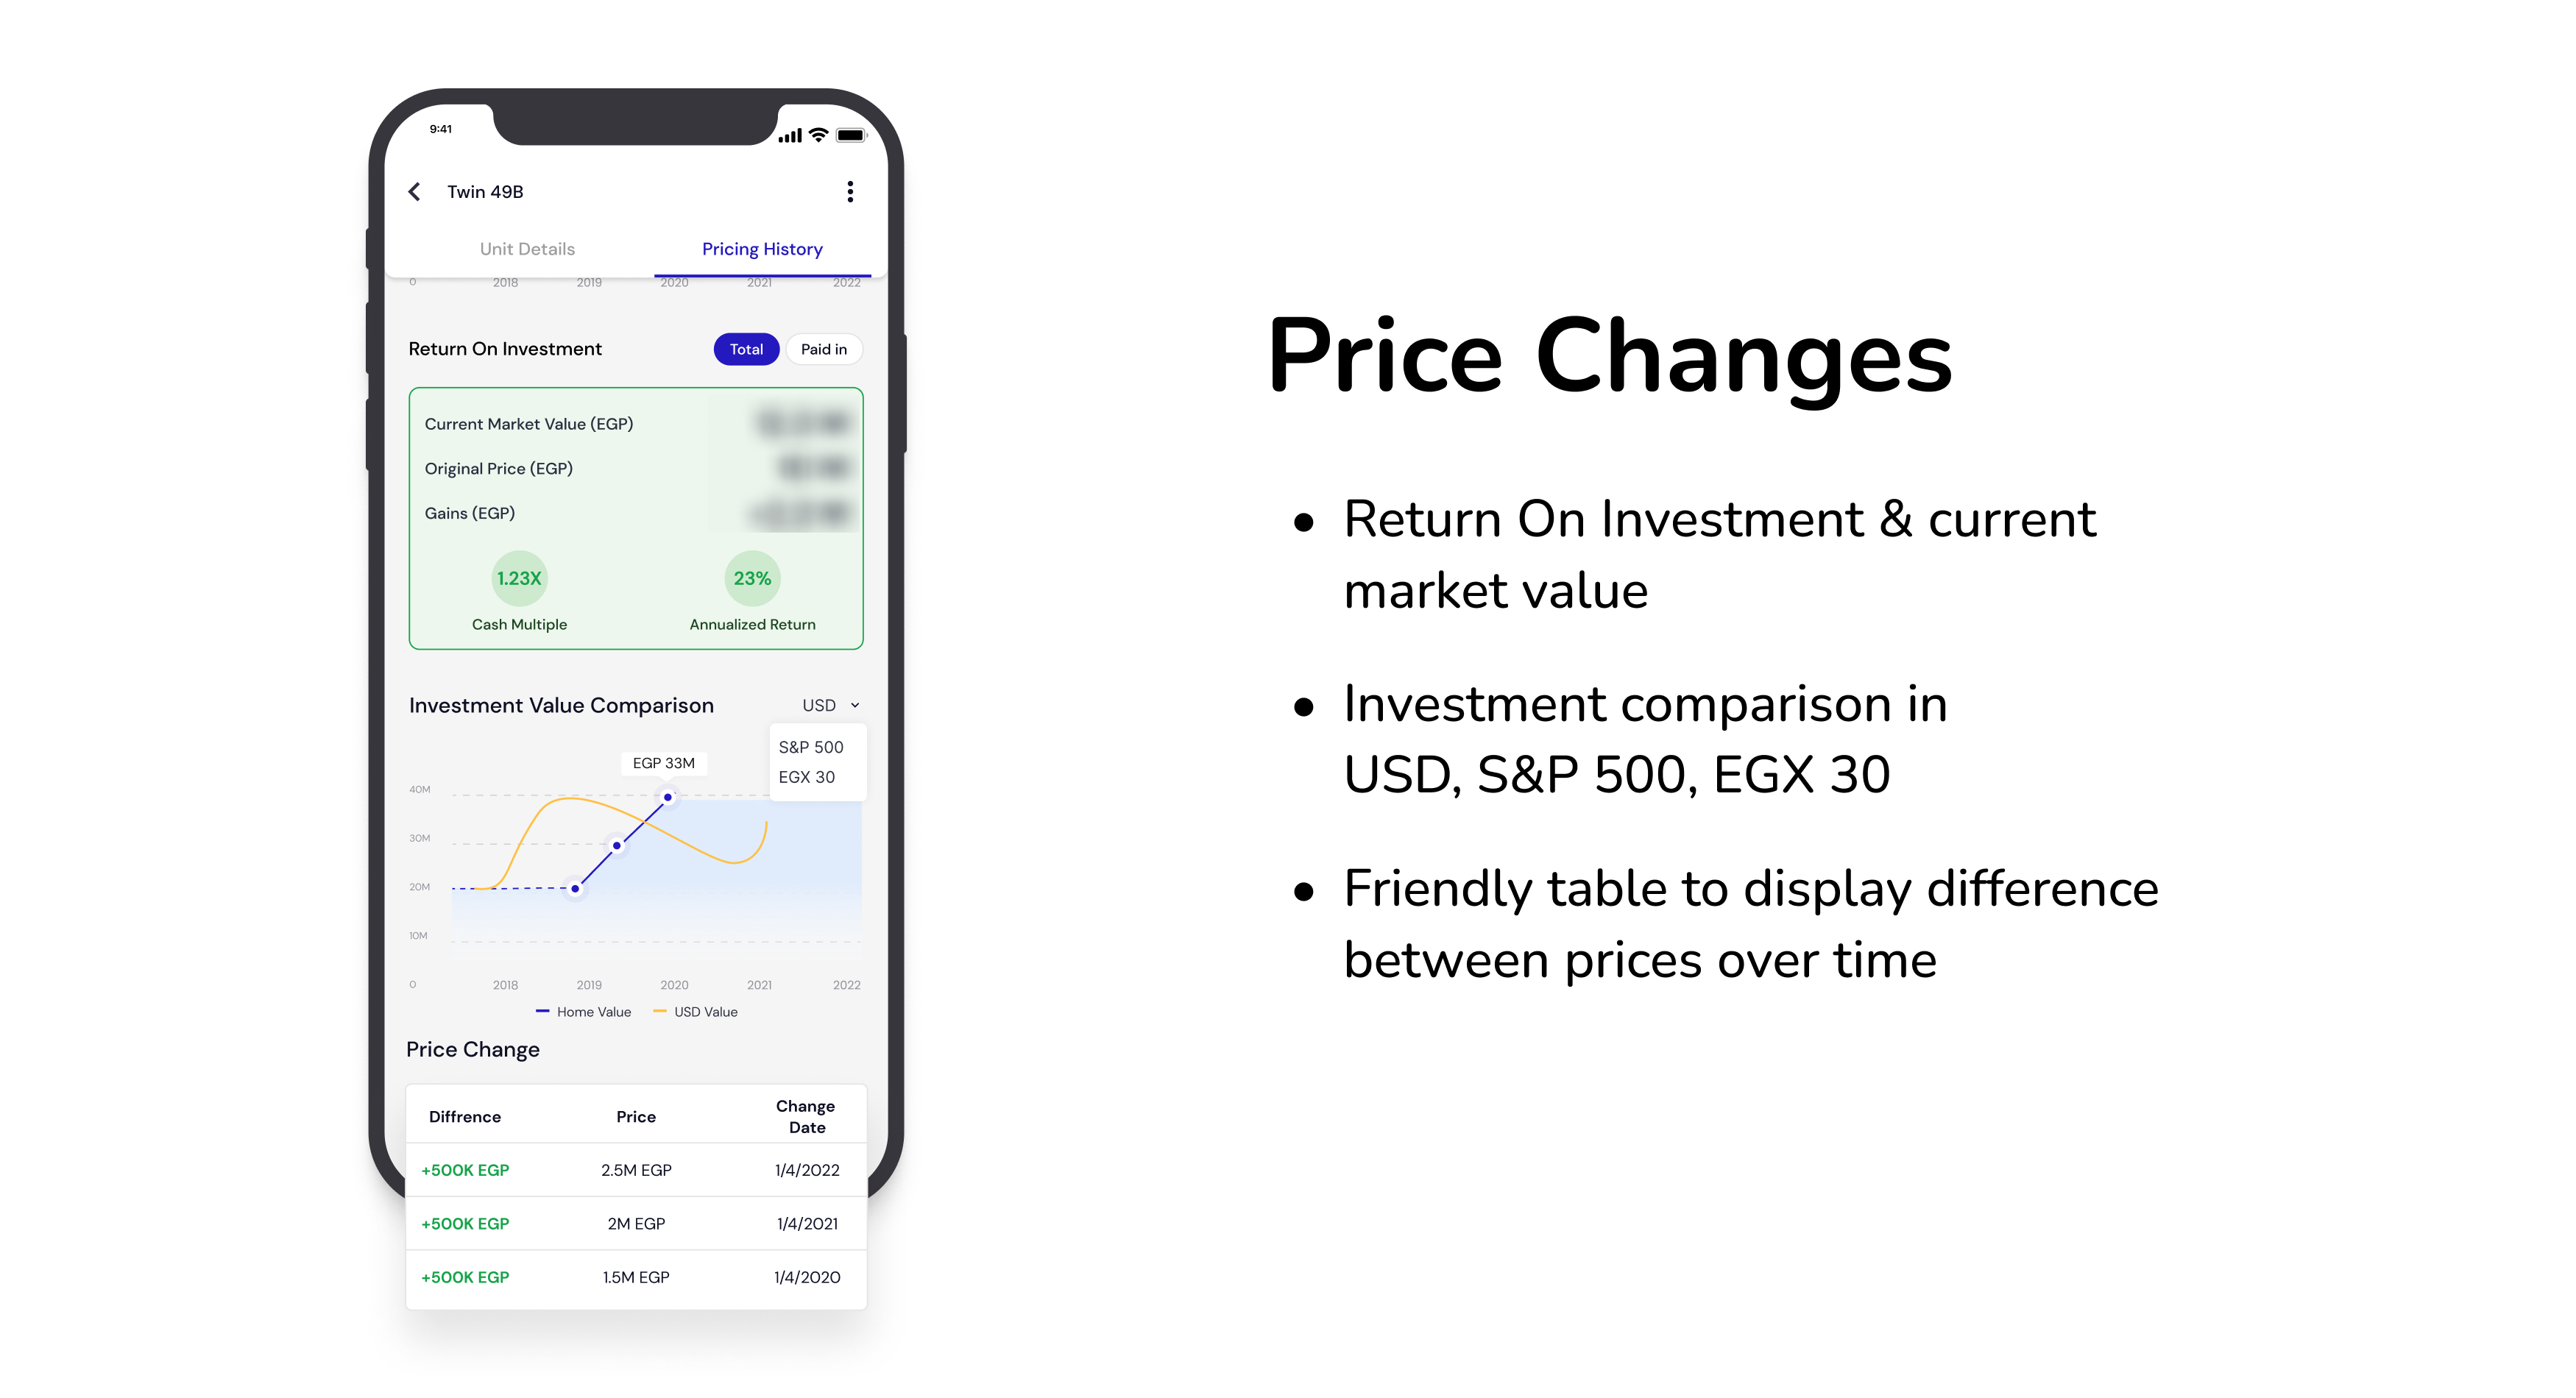 9:41
Twin 49B
Unit Details
Pricing History
0 2018 2019 2020 2021 2022
Return On Investment
Total
Paid in
Current Market Value (EGP)
Original Price (EGP)
Gains (EGP)
1.23X
Cash Multiple
23%
Annualized Return
Investment Value Comparison
USD
S&P 500
EGX 30
EGP 33M
40M
30M
20M
10M
0 2018 2019 2020 2021 2022
Home Value
USD Value
Price Change
Diffrence Price Change
Date
+500K EGP 2.5M EGP 1/4/2022
+500K EGP 2M EGP 1/4/2021
+500K EGP 1.5M EGP 1/4/2020
Price Changes
• Return On Investment & current
market value
• Investment comparison in
USD, S&P 500, EGX 30
• Friendly table to display difference
between prices over time